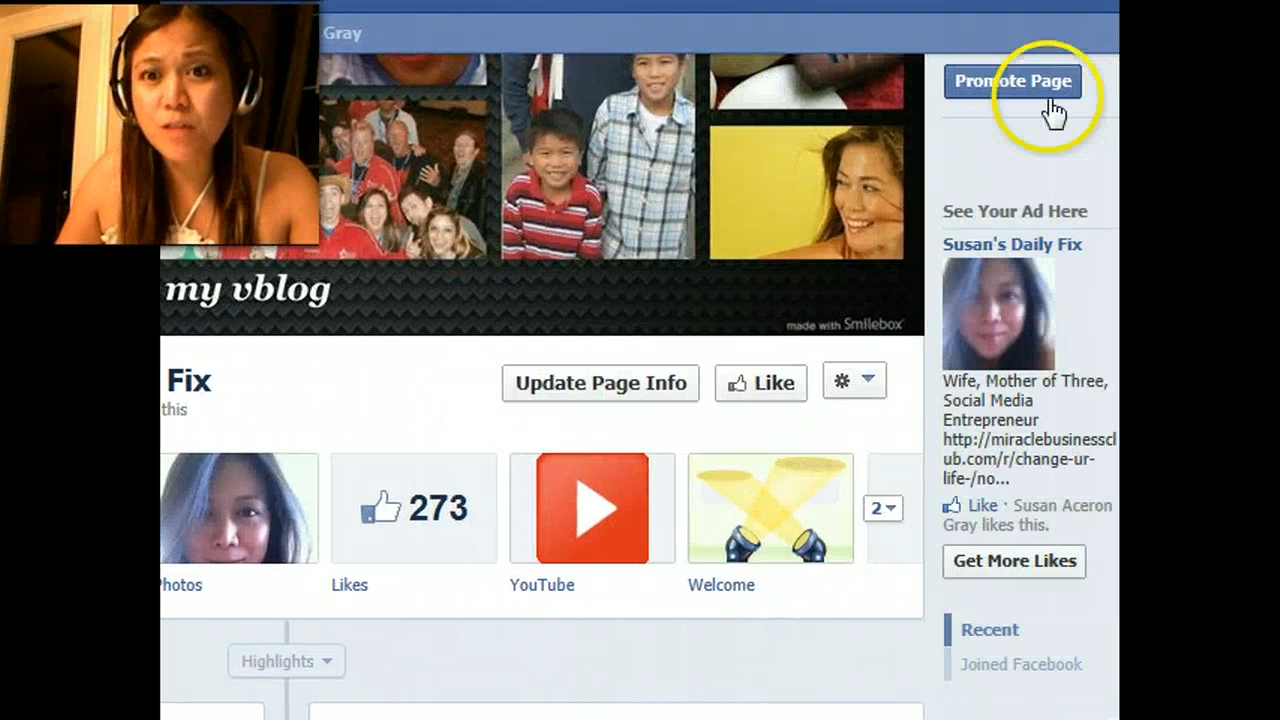 Gray
Promote Page
See Your Ad Here
Susan's Daily Fix
my vblog
made with Smilebox
Wife, Mother of Three,
Social Media
Entrepreneur
http://miraclebusinesscl
ub.com/r/change-ur-
life-/no...
Like · Susan Aceron
Gray likes this.
Get More Likes
Fix
this
Update Page Info
Like
273
2
Photos
Likes
YouTube
Welcome
Highlights
Recent
Joined Facebook